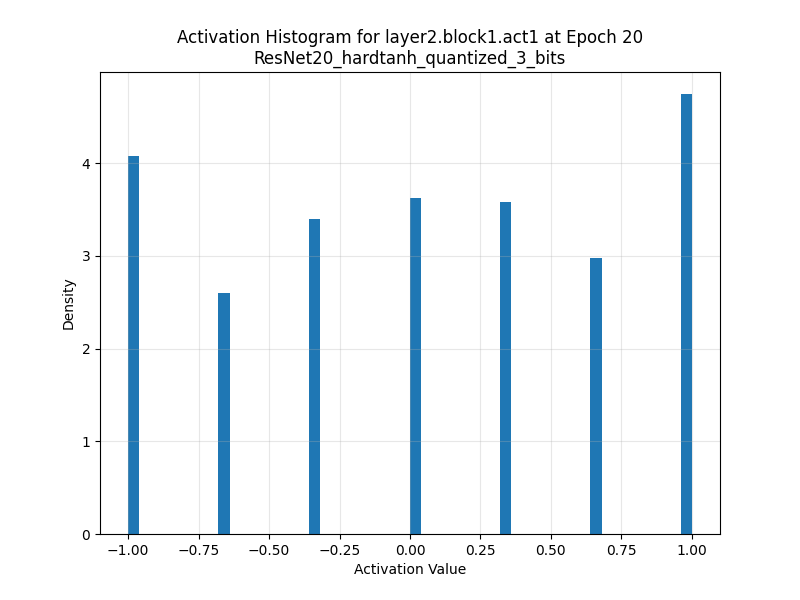 Activation Histogram for layer2.block1.act1 at Epoch 20
ResNet20_hardtanh_quantized_3_bits
4
3
2
1
0
Density
−1.00 −0.75 −0.50 −0.25 0.00 0.25 0.50 0.75 1.00
Activation Value